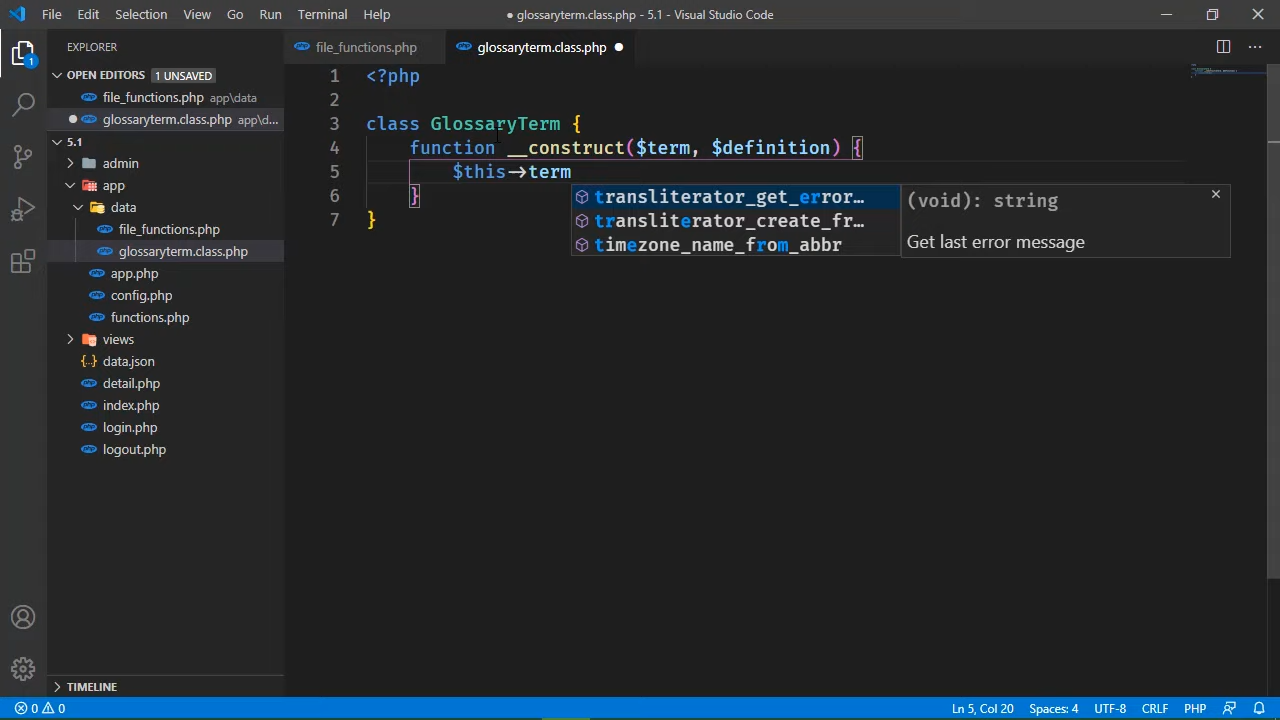 File Edit Selection View Go Run Terminal Help ● glossaryterm.class.php - 5.1 - Visual Studio Code
EXPLORER
OPEN EDITORS 1 UNSAVED
file_functions.php app\data
● glossaryterm.class.php app\d...
5.1
admin
app
data
file_functions.php
glossaryterm.class.php
app.php
config.php
functions.php
views
data.json
detail.php
index.php
login.php
logout.php
TIMELINE
file_functions.php glossaryterm.class.php ●
1 <?php
2
3 class GlossaryTerm {
4 function __construct($term, $definition) {
5 $this->term
6 }
7 }
transliterator_get_error…
transliterator_create_fr…
timezone_name_from_abbr
(void): string
Get last error message
0 0 Ln 5, Col 20 Spaces: 4 UTF-8 CRLF PHP